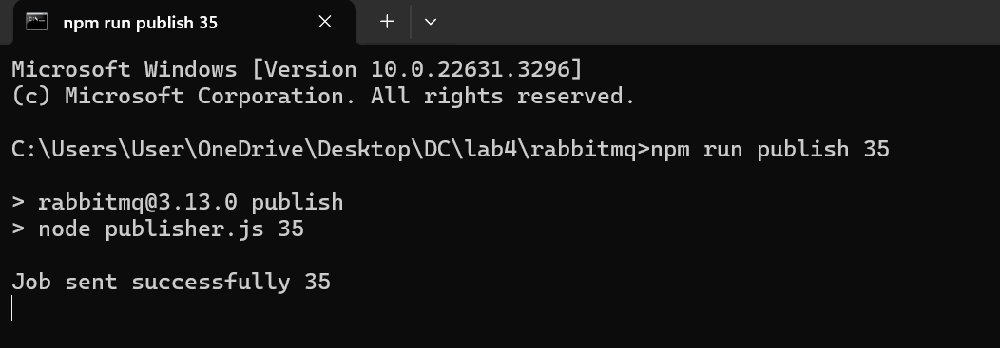 npm run publish 35
Microsoft Windows [Version 10.0.22631.3296]
(c) Microsoft Corporation. All rights reserved.
C:\Users\User\OneDrive\Desktop\DC\lab4\rabbitmq>npm run publish 35
> rabbitmq@3.13.0 publish
> node publisher.js 35
Job sent successfully 35